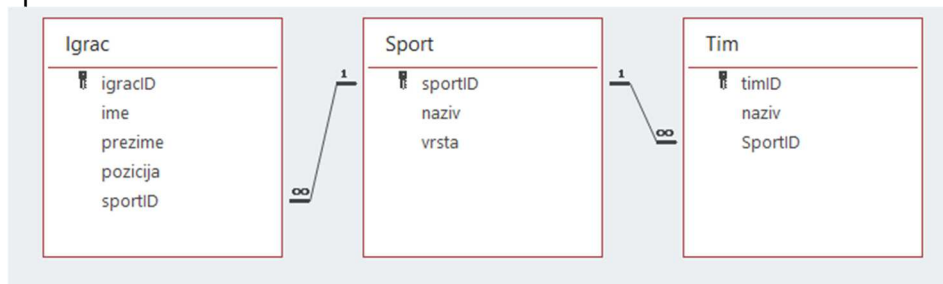 Igrac
igracID
ime
prezime
pozicija
sportID
1
∞
Sport
sportID
naziv
vrsta
1
∞
Tim
timID
naziv
SportID